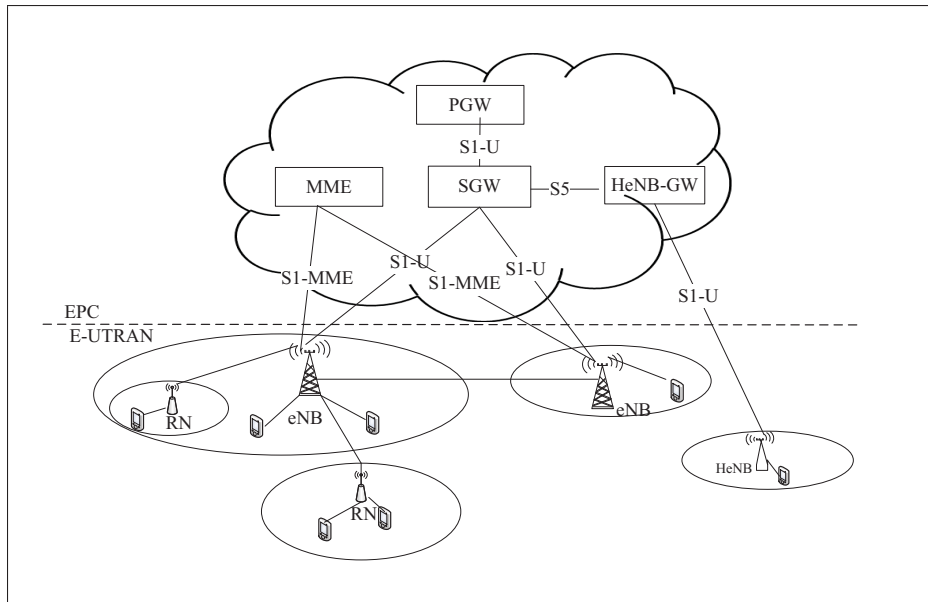 PGW
S1-U
MME
SGW
S5
HeNB-GW
S1-MME
S1-U
S1-MME
S1-U
S1-U
EPC
E-UTRAN
RN
eNB
eNB
HeNB
RN